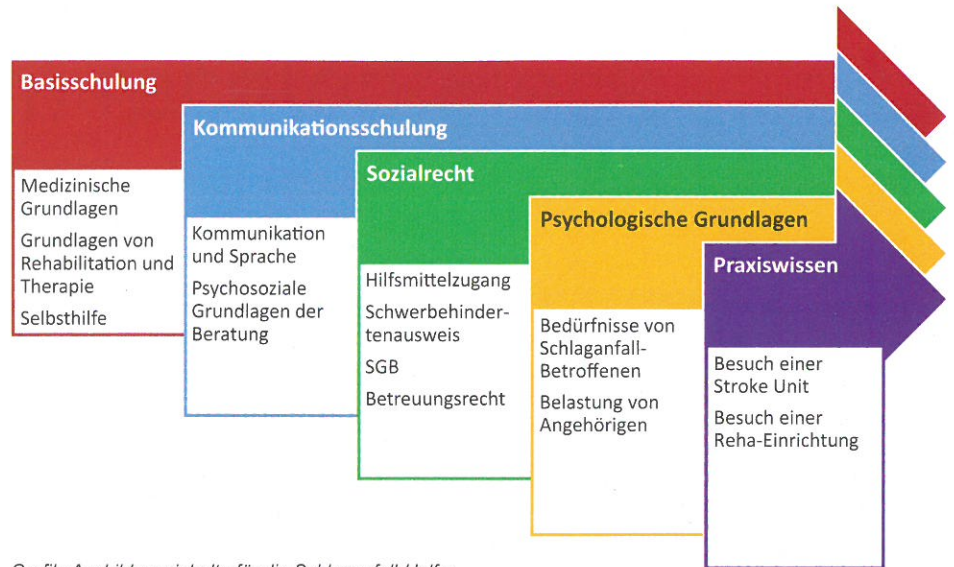 Basisschulung
Medizinische
Grundlagen
Grundlagen von
Rehabilitation und
Therapie
Selbsthilfe
Kommunikationsschulung
Kommunikation
und Sprache
Psychosoziale
Grundlagen der
Beratung
Sozialrecht
Hilfsmittelzugang
Schwerbehinder-
tenausweis
SGB
Betreuungsrecht
Psychologische Grundlagen
Bedürfnisse von
Schlaganfall-
Betroffenen
Belastung von
Angehörigen
Praxiswissen
Besuch einer
Stroke Unit
Besuch einer
Reha-Einrichtung